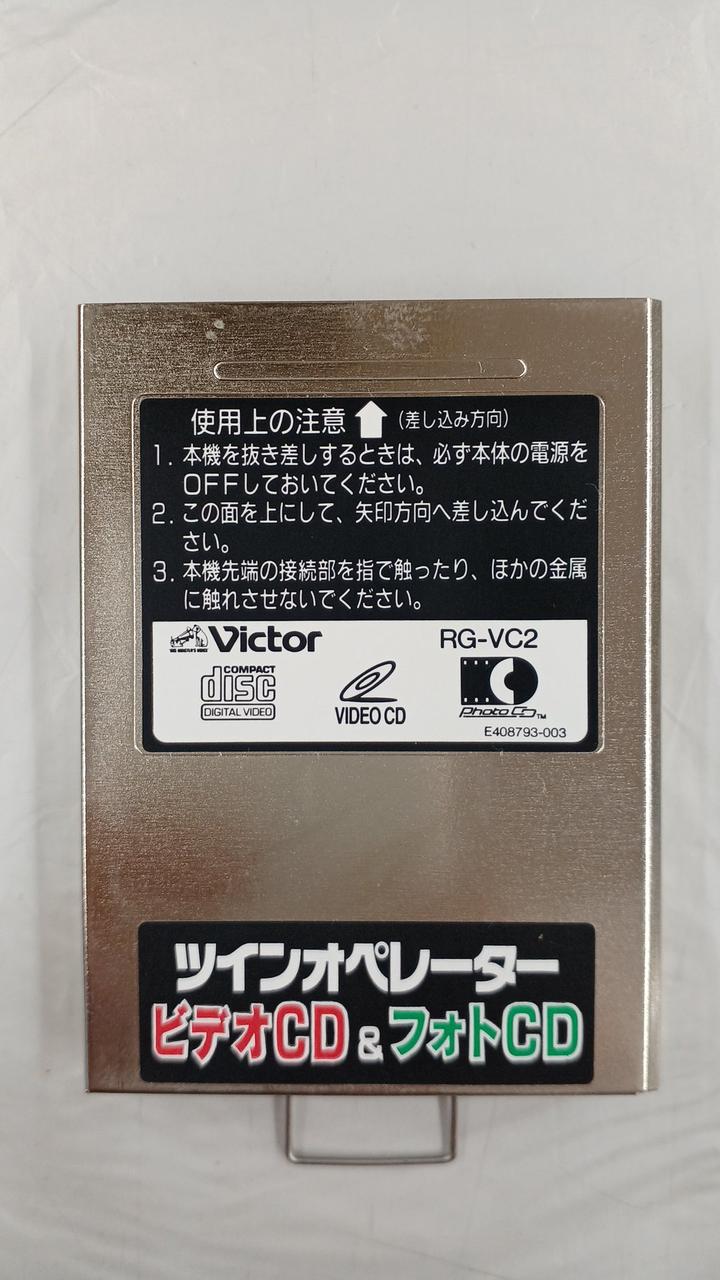 使用上の注意 ⬆ (差し込み方向)
1. 本機を抜き差しするときは、必ず本体の電源を
OFFしておいてください。
2. この面を上にして、矢印方向へ差し込んでくだ
さい。
3. 本機先端の接続部を指で触ったり、ほかの金属
に触れさせないでください。
"HIS MASTER'S VOICE" Victor RG-VC2
COMPACT disc DIGITAL VIDEO
VIDEO CD
Photo CD™
E408793-003
ツインオペレーター
ビデオCD & フォトCD